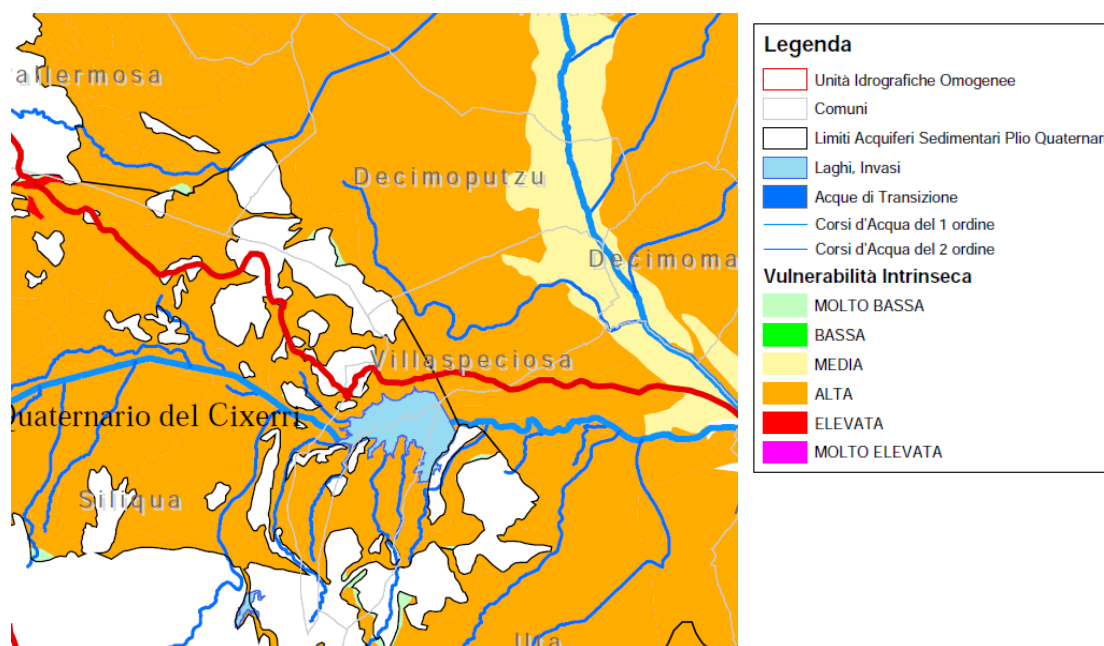 allermosa
Decimoputzu
Decimoma
Villaspeciosa
Quaternario del Cixerri
Siliqua
Legenda
Unità Idrografiche Omogenee
Comuni
Limiti Acquiferi Sedimentari Plio Quaternar
Laghi, Invasi
Acque di Transizione
Corsi d'Acqua del 1 ordine
Corsi d'Acqua del 2 ordine
Vulnerabilità Intrinseca
MOLTO BASSA
BASSA
MEDIA
ALTA
ELEVATA
MOLTO ELEVATA